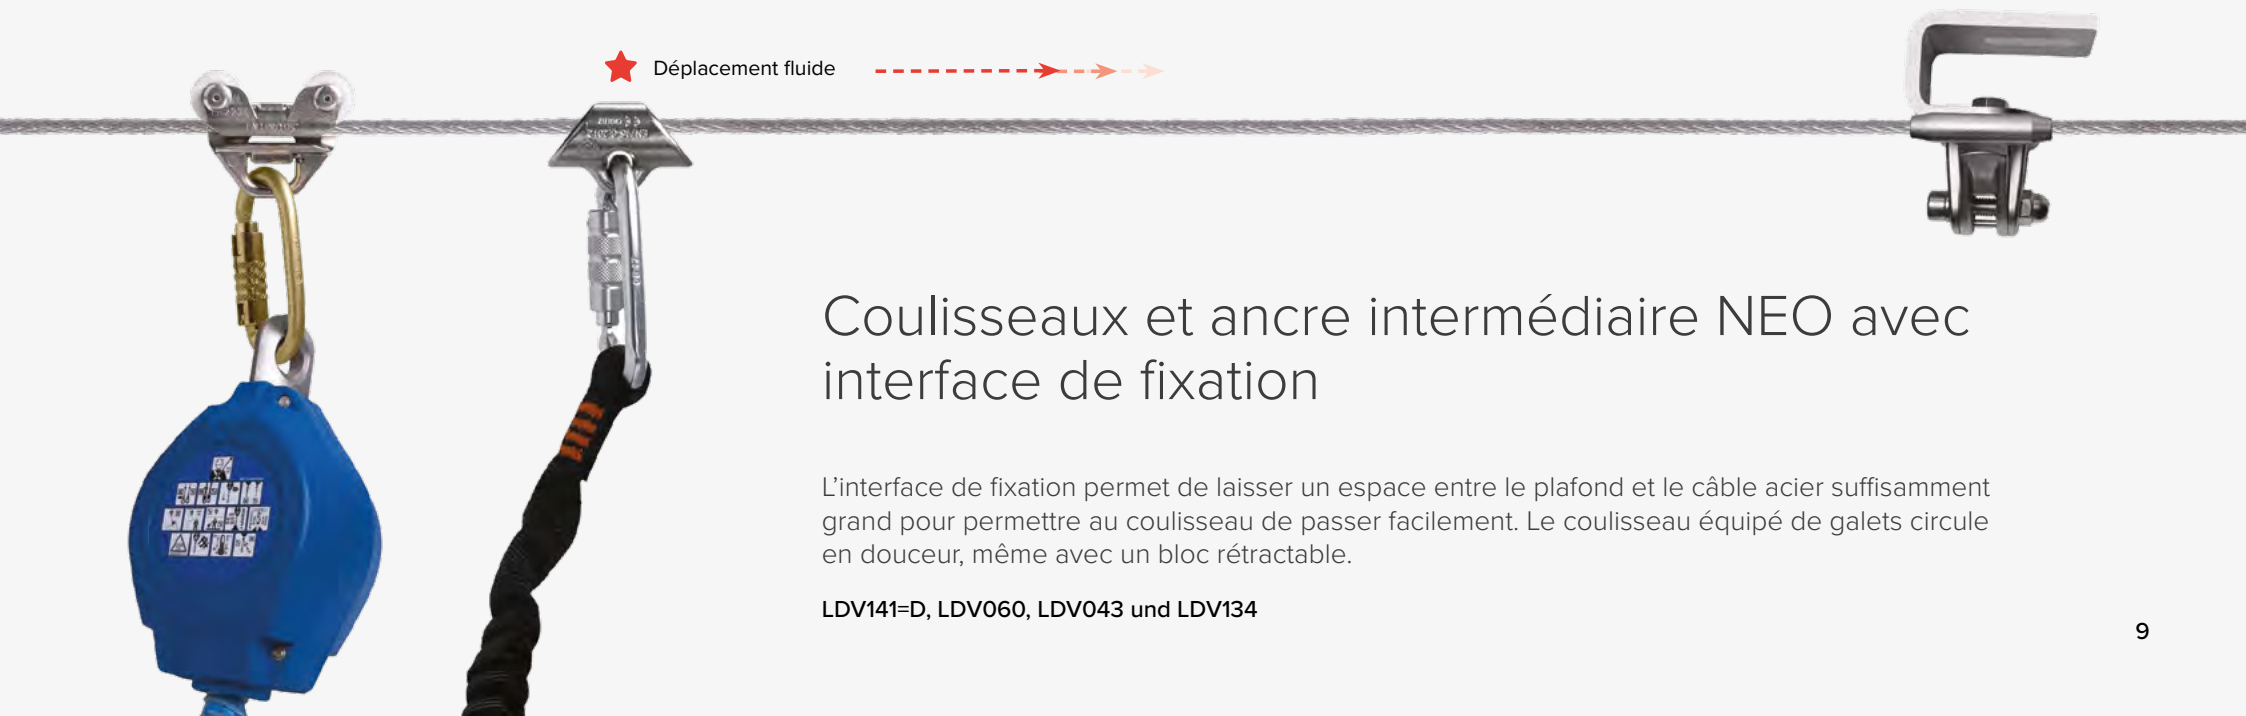 Déplacement fluide
Coulisseaux et ancre intermédiaire NEO avec
interface de fixation
L’interface de fixation permet de laisser un espace entre le plafond et le câble acier suffisamment
grand pour permettre au coulisseau de passer facilement. Le coulisseau équipé de galets circule
en douceur, même avec un bloc rétractable.
LDV141=D, LDV060, LDV043 und LDV134
9